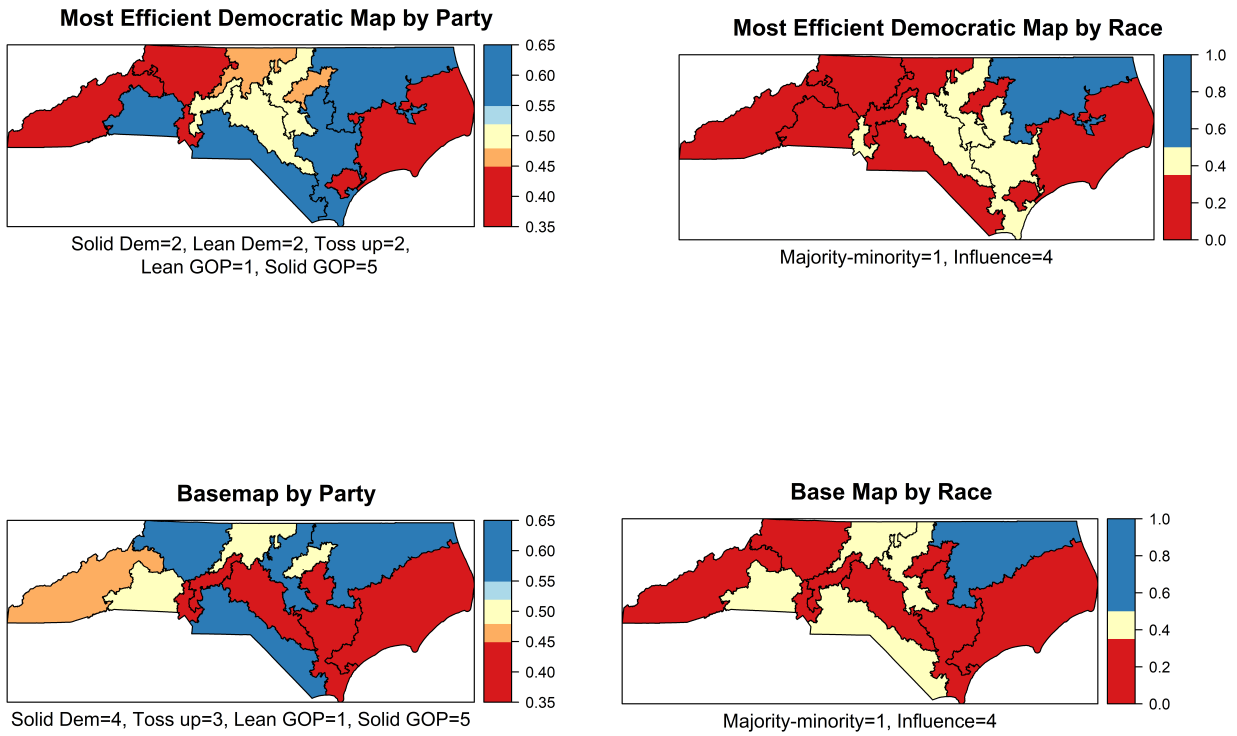 Most Efficient Democratic Map by Party
0.65
0.60
0.55
0.50
0.45
0.40
0.35
Solid Dem=2, Lean Dem=2, Toss up=2,
Lean GOP=1, Solid GOP=5
Most Efficient Democratic Map by Race
1.0
0.8
0.6
0.4
0.2
0.0
Majority-minority=1, Influence=4
Basemap by Party
0.65
0.60
0.55
0.50
0.45
0.40
0.35
Solid Dem=4, Toss up=3, Lean GOP=1, Solid GOP=5
Base Map by Race
1.0
0.8
0.6
0.4
0.2
0.0
Majority-minority=1, Influence=4